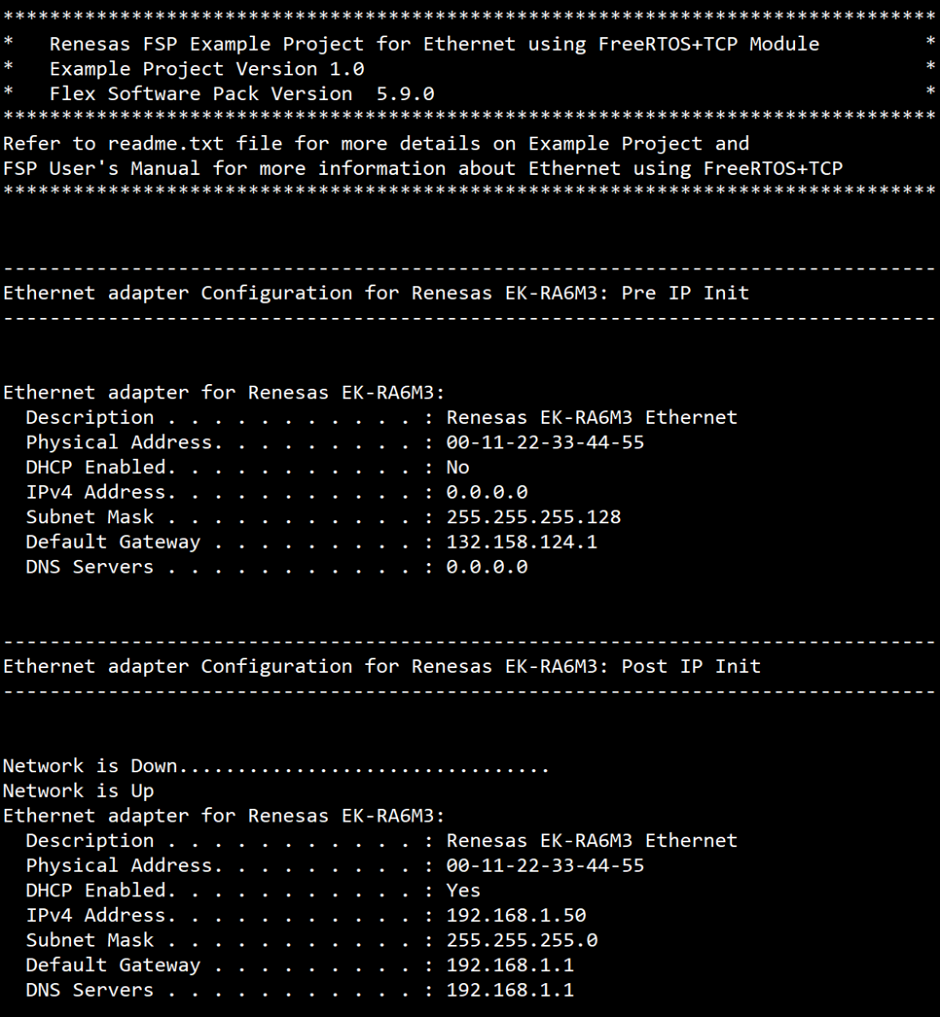 ********************************************************************************
*   Renesas FSP Example Project for Ethernet using FreeRTOS+TCP Module         *
*   Example Project Version 1.0                                                *
*   Flex Software Pack Version  5.9.0                                          *
********************************************************************************
Refer to readme.txt file for more details on Example Project and
FSP User's Manual for more information about Ethernet using FreeRTOS+TCP
********************************************************************************
--------------------------------------------------------------------------------
Ethernet adapter Configuration for Renesas EK-RA6M3: Pre IP Init
--------------------------------------------------------------------------------
Ethernet adapter for Renesas EK-RA6M3:
  Description . . . . . . . . . . . : Renesas EK-RA6M3 Ethernet
  Physical Address. . . . . . . . . : 00-11-22-33-44-55
  DHCP Enabled. . . . . . . . . . . : No
  IPv4 Address. . . . . . . . . . . : 0.0.0.0
  Subnet Mask . . . . . . . . . . . : 255.255.255.128
  Default Gateway . . . . . . . . . : 132.158.124.1
  DNS Servers . . . . . . . . . . . : 0.0.0.0
--------------------------------------------------------------------------------
Ethernet adapter Configuration for Renesas EK-RA6M3: Post IP Init
--------------------------------------------------------------------------------
Network is Down................................
Network is Up
Ethernet adapter for Renesas EK-RA6M3:
  Description . . . . . . . . . . . : Renesas EK-RA6M3 Ethernet
  Physical Address. . . . . . . . . : 00-11-22-33-44-55
  DHCP Enabled. . . . . . . . . . . : Yes
  IPv4 Address. . . . . . . . . . . : 192.168.1.50
  Subnet Mask . . . . . . . . . . . : 255.255.255.0
  Default Gateway . . . . . . . . . : 192.168.1.1
  DNS Servers . . . . . . . . . . . : 192.168.1.1